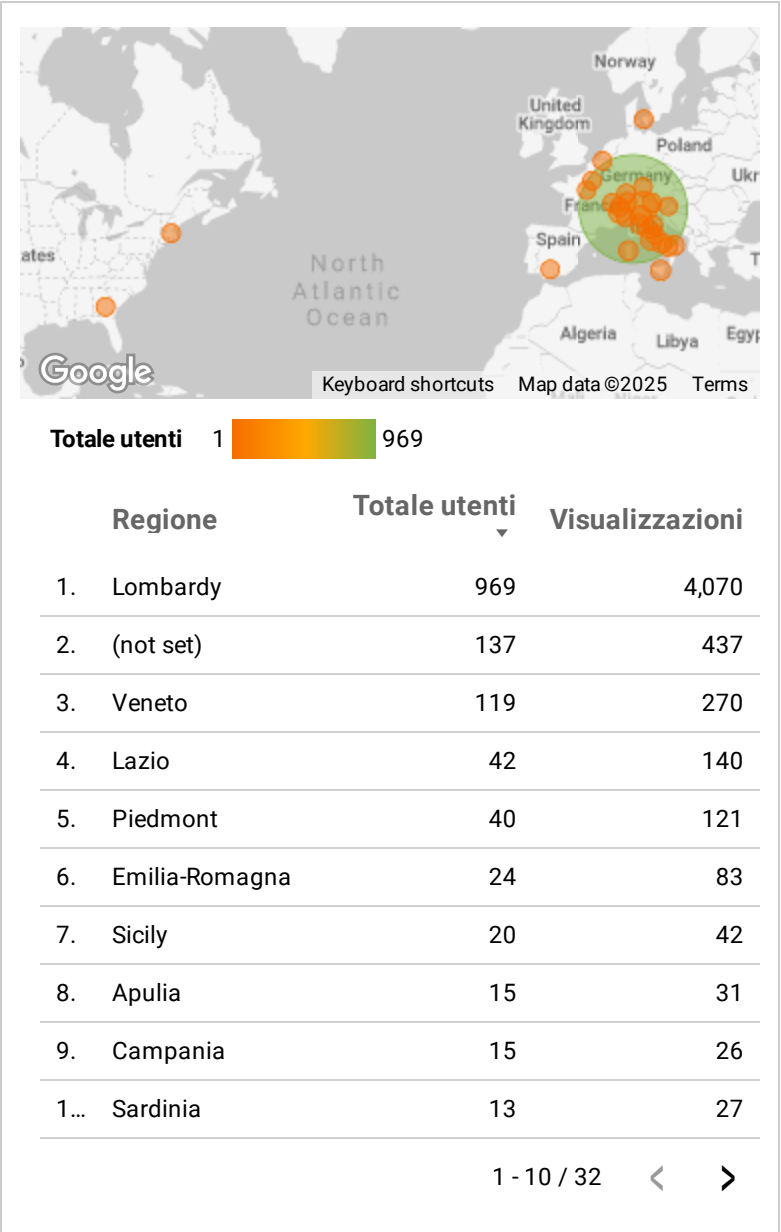 Norway
United
Kingdom
Poland
Germany
Ukr
Franc
ates
Spain
North
Atlantic
Ocean
Algeria
Libya
Egyp
Google
Keyboard shortcuts Map data ©2025 Terms
Mali Niger
Totale utenti 1 969
Regione Totale utenti Visualizzazioni
1. Lombardy 969 4,070
2. (not set) 137 437
3. Veneto 119 270
4. Lazio 42 140
5. Piedmont 40 121
6. Emilia-Romagna 24 83
7. Sicily 20 42
8. Apulia 15 31
9. Campania 15 26
1… Sardinia 13 27
1 - 10 / 32